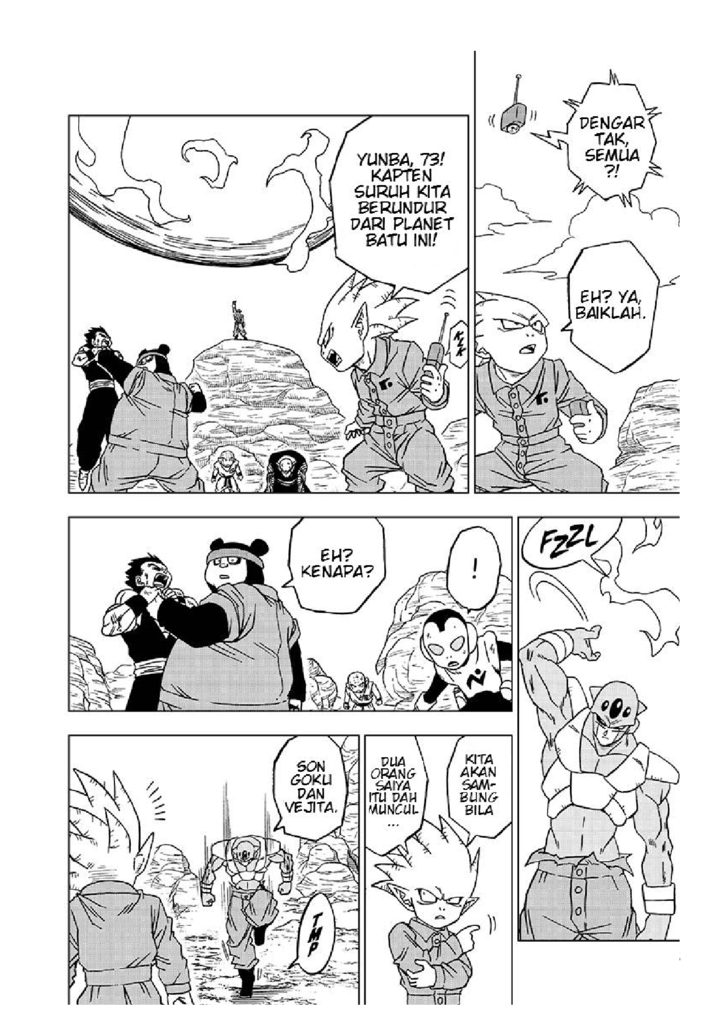 DENGAR
TAK,
SEMUA
?!
EH? YA,
BAIKLAH.
YUNBA, 73!
KAPTEN
SURUH KITA
BERUNDUR
DARI PLANET
BATU INI!
KZK
FZZL
!
EH?
KENAPA?
KITA
AKAN
SAM-
BUNG
BILA
DUA
ORANG
SAIYA
ITU DAH
MUNCUL
...
SON
GOKU
DAN
VEJITA.
TMP